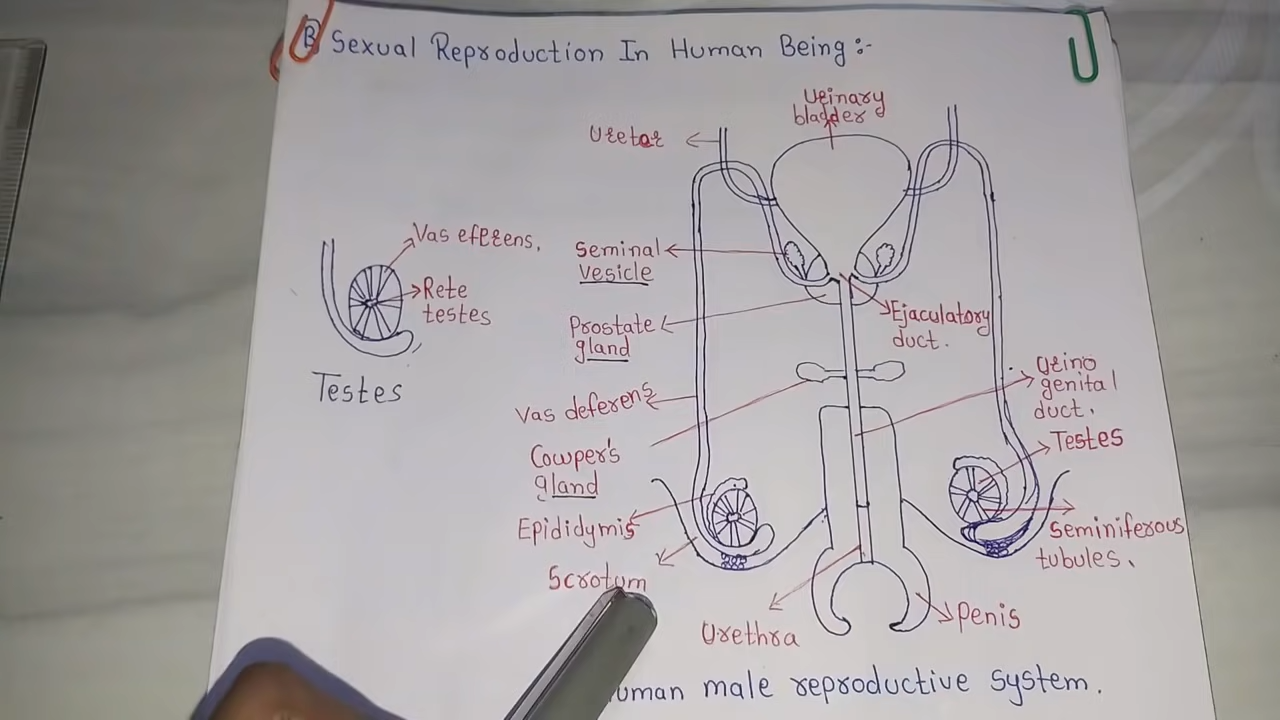 B Sexual Reproduction In Human Being :-
Uretar
Urinary
bladder
Vas efferens.
Rete
testes
Testes
Seminal
vesicle
Prostate
gland
Ejaculatory
duct.
Vas deferens
Urino
genital
duct.
Cowper's
gland
Testes
Epididymis
Seminiferous
tubules.
Scrotum
Urethra
Penis
uman male reproductive system.